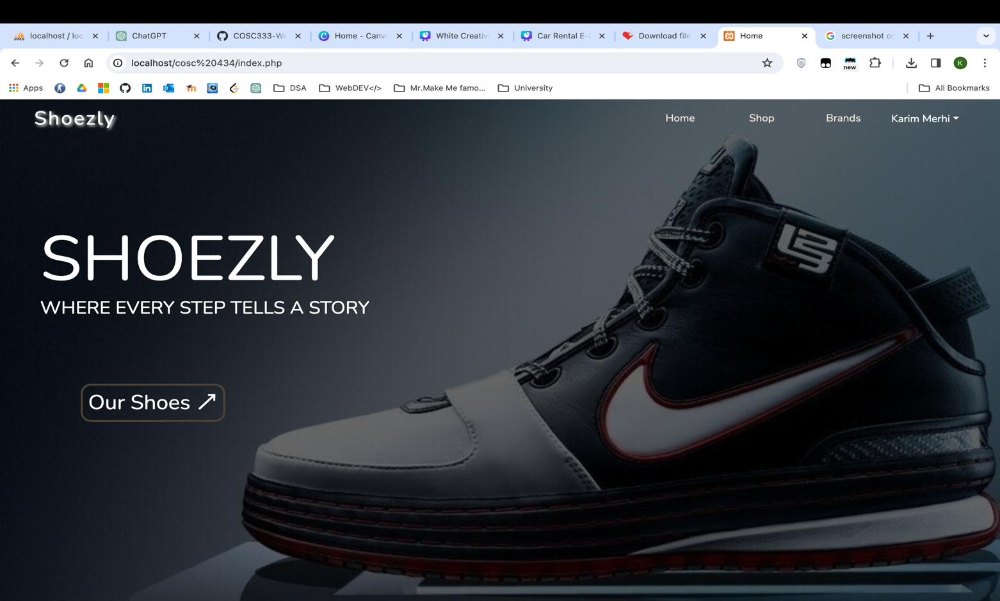 localhost / loc
ChatGPT
COSC333-We
Home - Canva
White Creativ
Car Rental E-C
Download file
Home
screenshot or
localhost/cosc%20434/index.php
new
K
Apps
DSA
WebDEV</>
Mr.Make Me famo...
University
All Bookmarks
Shoezly
Home
Shop
Brands
Karim Merhi
SHOEZLY
WHERE EVERY STEP TELLS A STORY
Our Shoes ↗